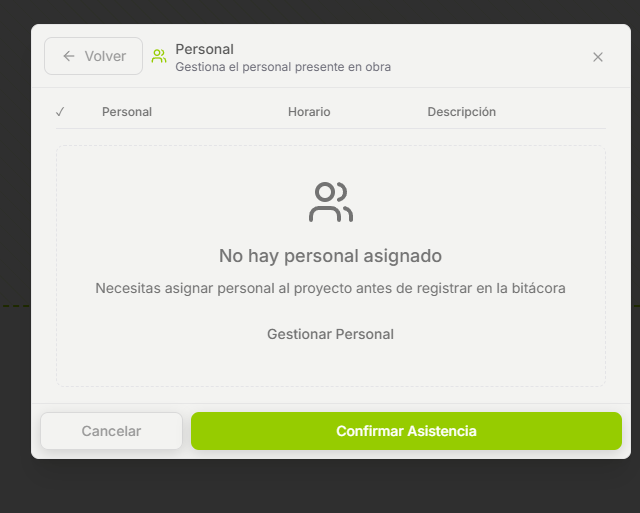 Volver
Personal
Gestiona el personal presente en obra
✓ Personal Horario Descripción
No hay personal asignado
Necesitas asignar personal al proyecto antes de registrar en la bitácora
Gestionar Personal
Cancelar Confirmar Asistencia